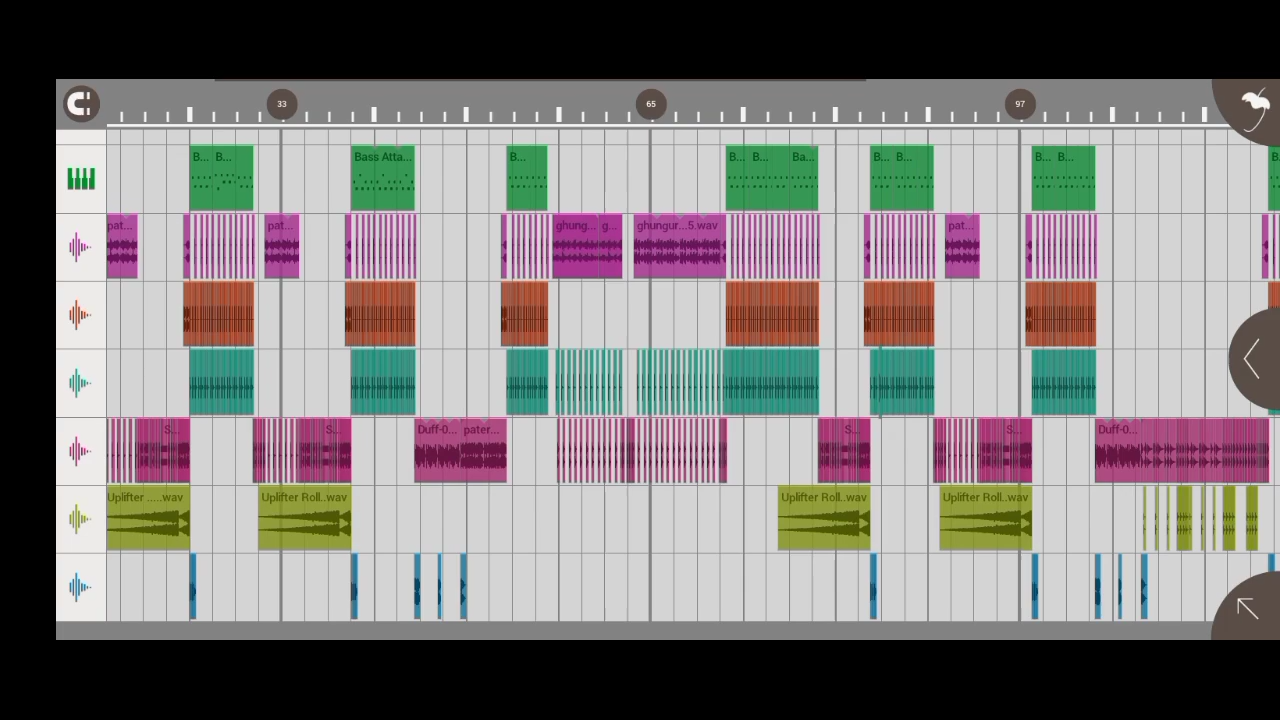 33 65 97
B... B... Bass Atta... B... B... B... Ba... B... B... B... B... B.
pat... pat... ghung... g... ghungur...5.wav pat...
S... S... Duff-0... pater... S... S... Duff-0...
Uplifter .....wav Uplifter Roll..wav Uplifter Roll..wav Uplifter Roll..wav